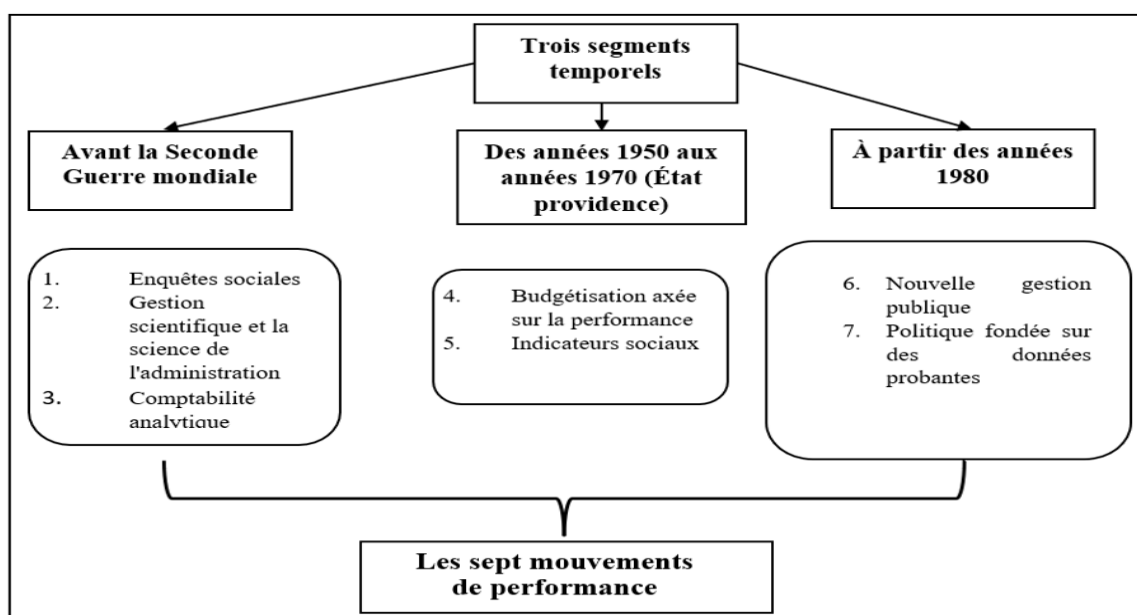 Trois segments
temporels
Avant la Seconde
Guerre mondiale
Des années 1950 aux
années 1970 (État
providence)
À partir des années
1980
1. Enquêtes sociales
2. Gestion
scientifique et la
science de
l'administration
3. Comptabilité
analytique
4. Budgétisation axée
sur la performance
5. Indicateurs sociaux
6. Nouvelle gestion
publique
7. Politique fondée sur
des données
probantes
Les sept mouvements
de performance